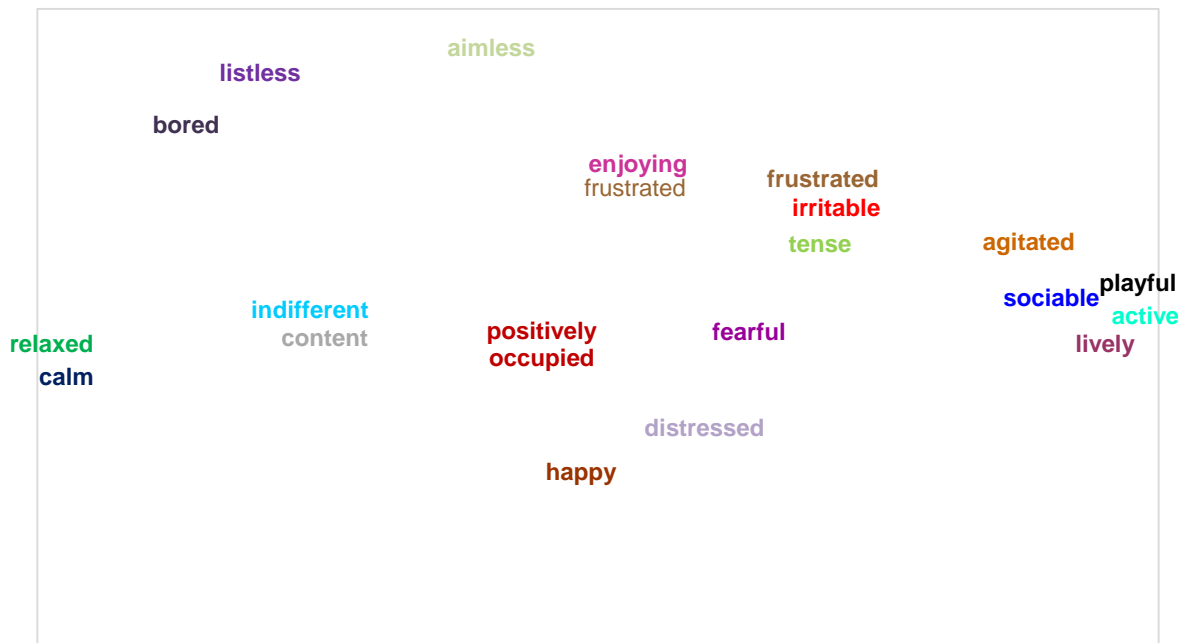 aimless
listless
bored
enjoying
frustrated
frustrated
irritable
tense
agitated
playful
sociable
indifferent
active
positively
occupied
fearful
content
relaxed
lively
calm
distressed
happy